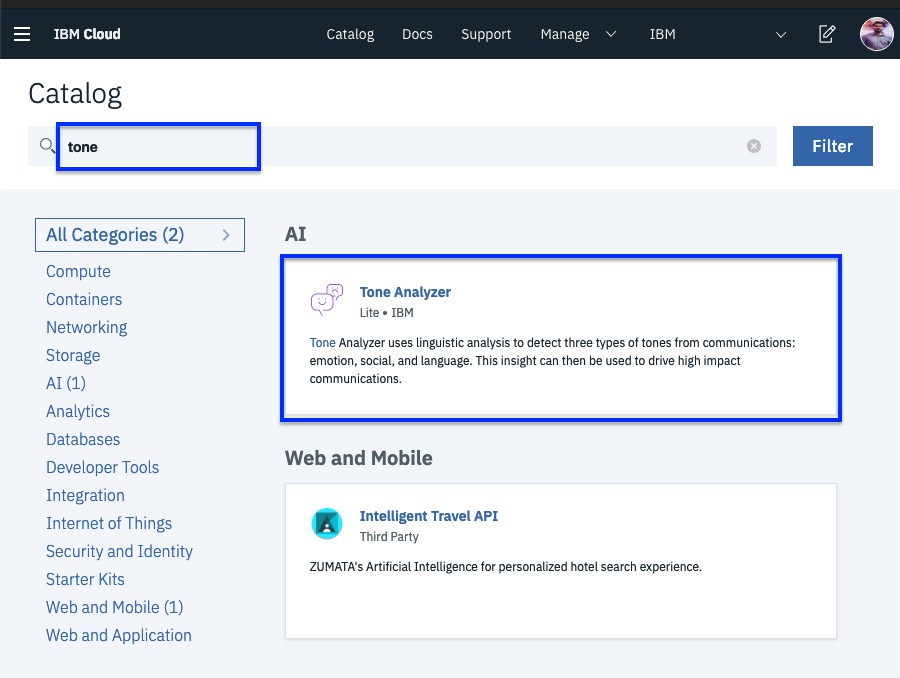 IBM Cloud
Catalog Docs Support Manage IBM
Catalog
tone
Filter
All Categories (2)
Compute
Containers
Networking
Storage
AI (1)
Analytics
Databases
Developer Tools
Integration
Internet of Things
Security and Identity
Starter Kits
Web and Mobile (1)
Web and Application
AI
Tone Analyzer
Lite • IBM
Tone Analyzer uses linguistic analysis to detect three types of tones from communications:
emotion, social, and language. This insight can then be used to drive high impact
communications.
Web and Mobile
Intelligent Travel API
Third Party
ZUMATA's Artificial Intelligence for personalized hotel search experience.